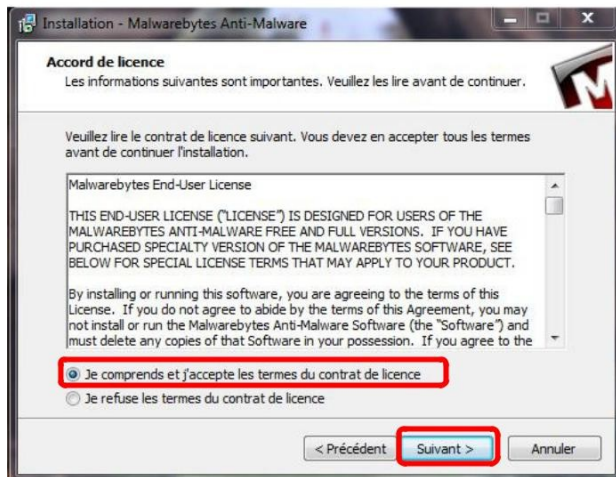 Installation - Malwarebytes Anti-Malware
Accord de licence
Les informations suivantes sont importantes. Veuillez les lire avant de continuer.
Veuillez lire le contrat de licence suivant. Vous devez en accepter tous les termes
avant de continuer l'installation.
Malwarebytes End-User License
THIS END-USER LICENSE ("LICENSE") IS DESIGNED FOR USERS OF THE
MALWAREBYTES ANTI-MALWARE FREE AND FULL VERSIONS. IF YOU HAVE
PURCHASED SPECIALTY VERSION OF THE MALWAREBYTES SOFTWARE, SEE
BELOW FOR SPECIAL LICENSE TERMS THAT MAY APPLY TO YOUR PRODUCT.
By installing or running this software, you are agreeing to the terms of this
License. If you do not agree to abide by the terms of this Agreement, you may
not install or run the Malwarebytes Anti-Malware Software (the "Software") and
must delete any copies of that Software in your possession. If you agree to the
Je comprends et j'accepte les termes du contrat de licence
Je refuse les termes du contrat de licence
< Précédent Suivant > Annuler